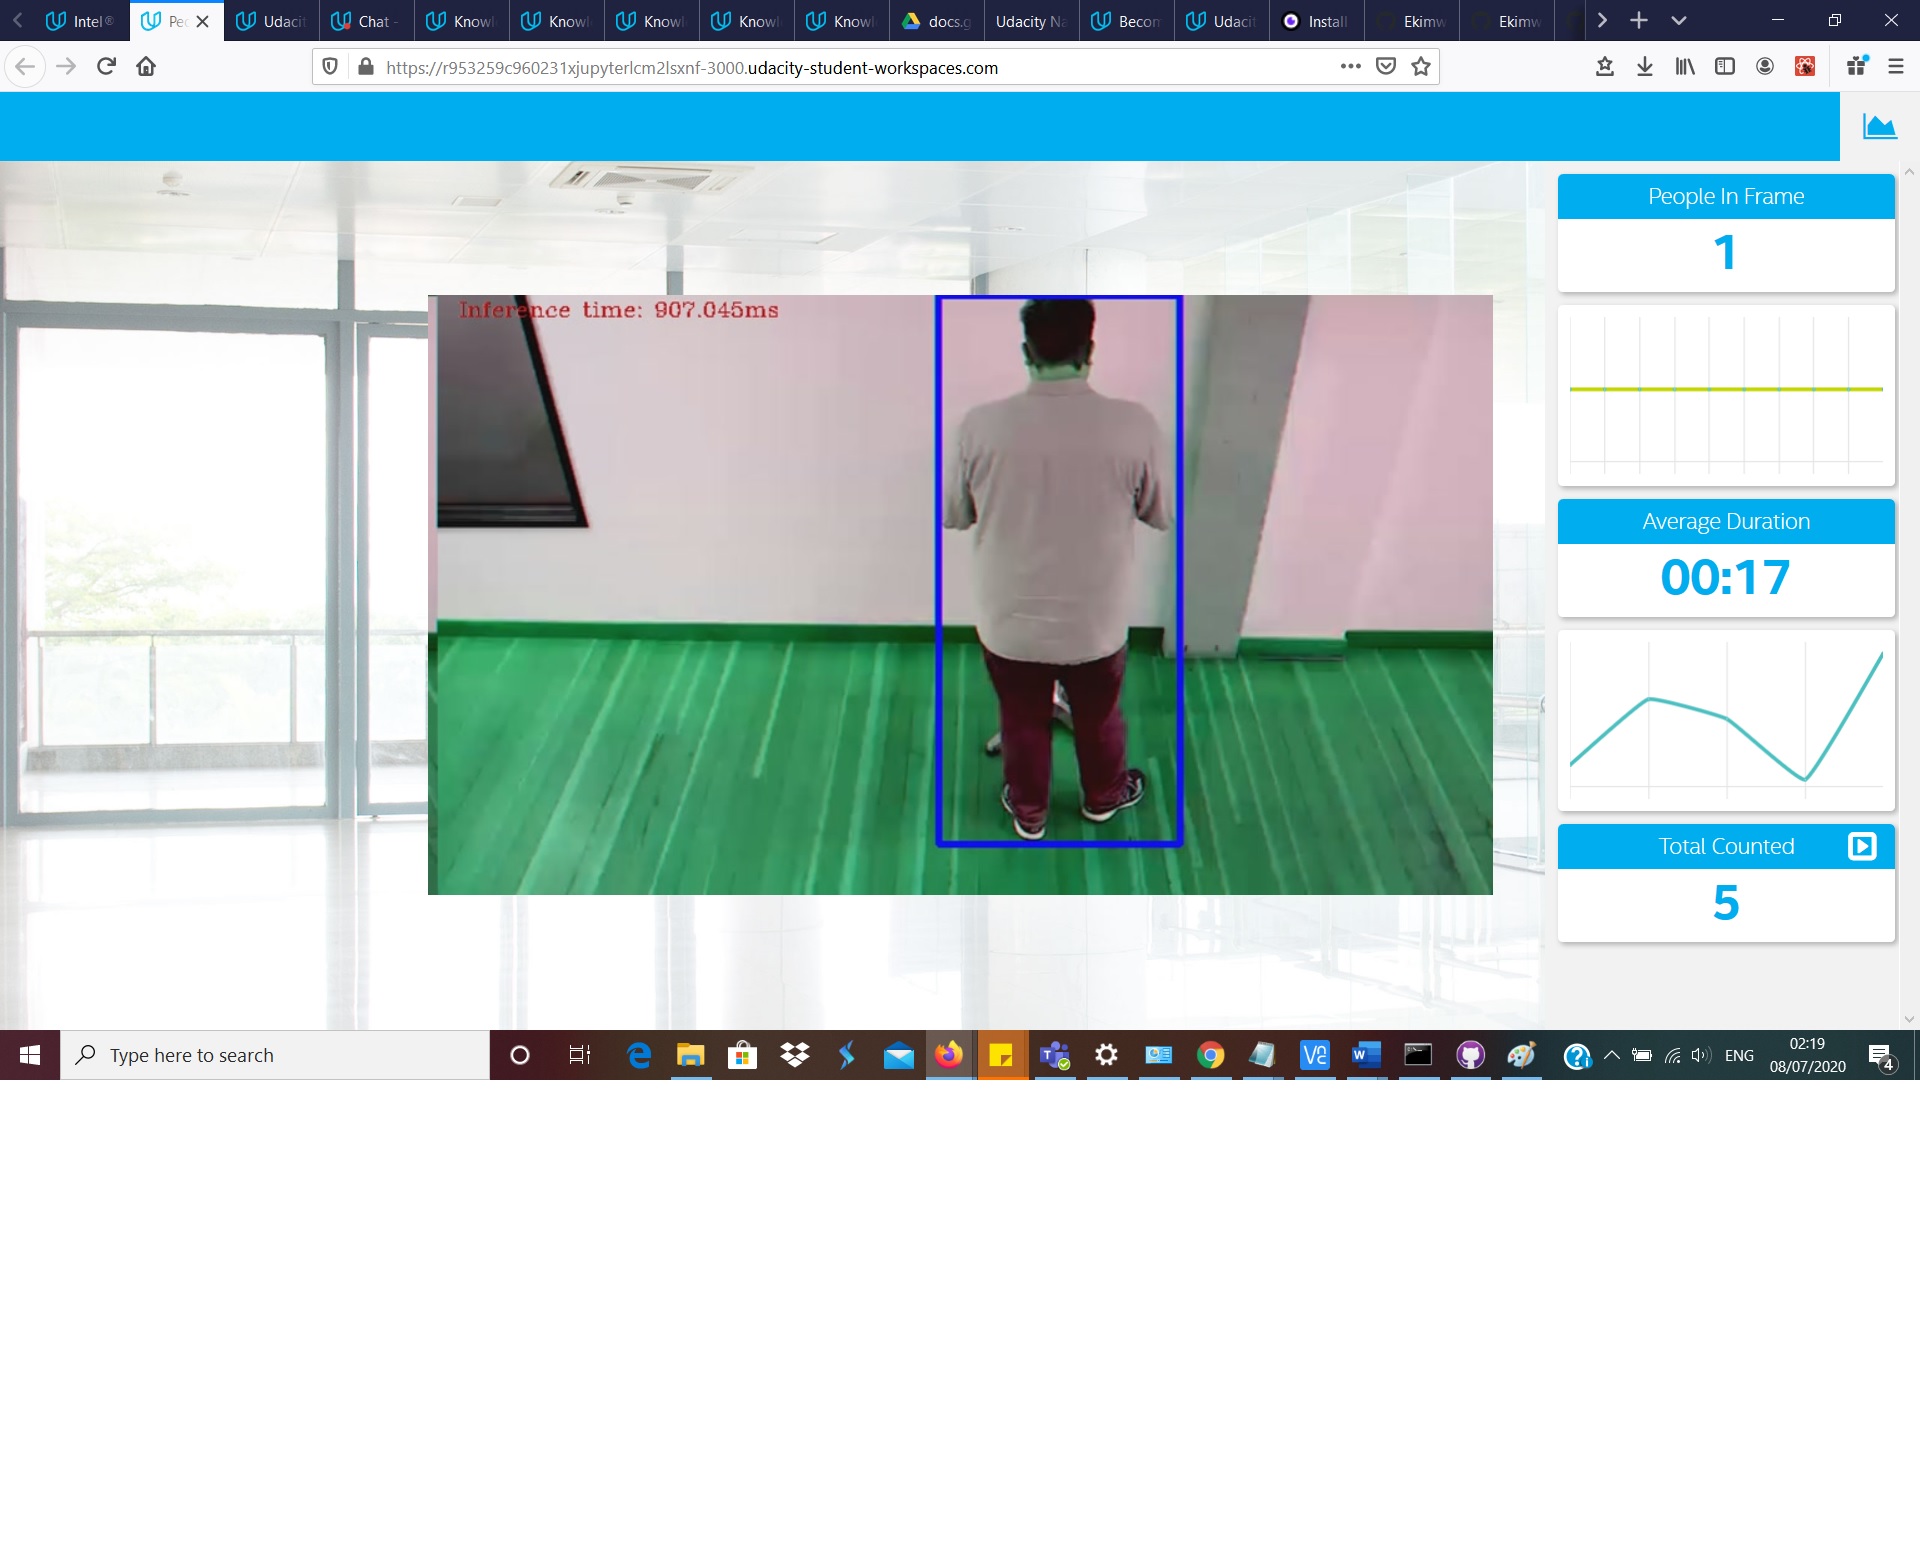 Intel®
Pec
Udacit
Chat -
Knowl
Knowl
Knowl
Knowl
Knowl
docs.g
Udacity Na
Becom
Udacit
Install
Ekimw
Ekimw
https://r953259c960231xjupyterlcm2lsxnf-3000.udacity-student-workspaces.com
People In Frame
1
Inference time: 907.045ms
Average Duration
00:17
Total Counted
5
Type here to search
ENG
02:19
08/07/2020
4